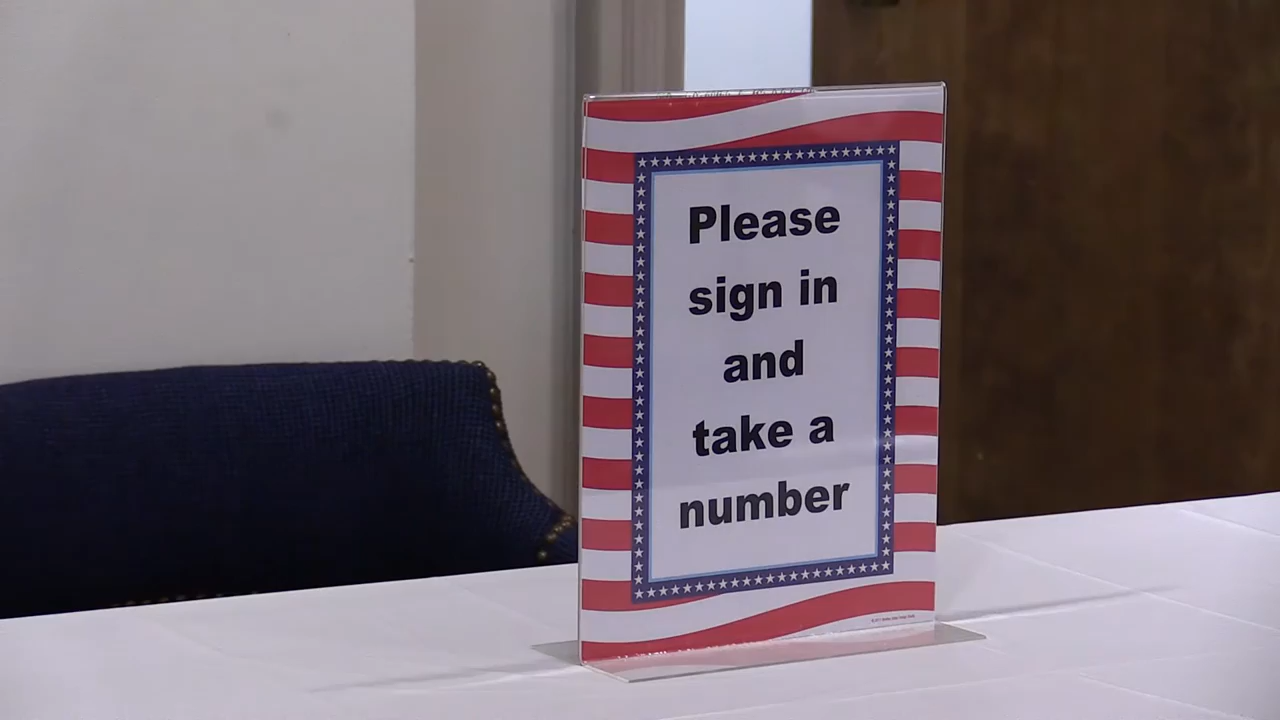 Please
sign in
and
take a
number